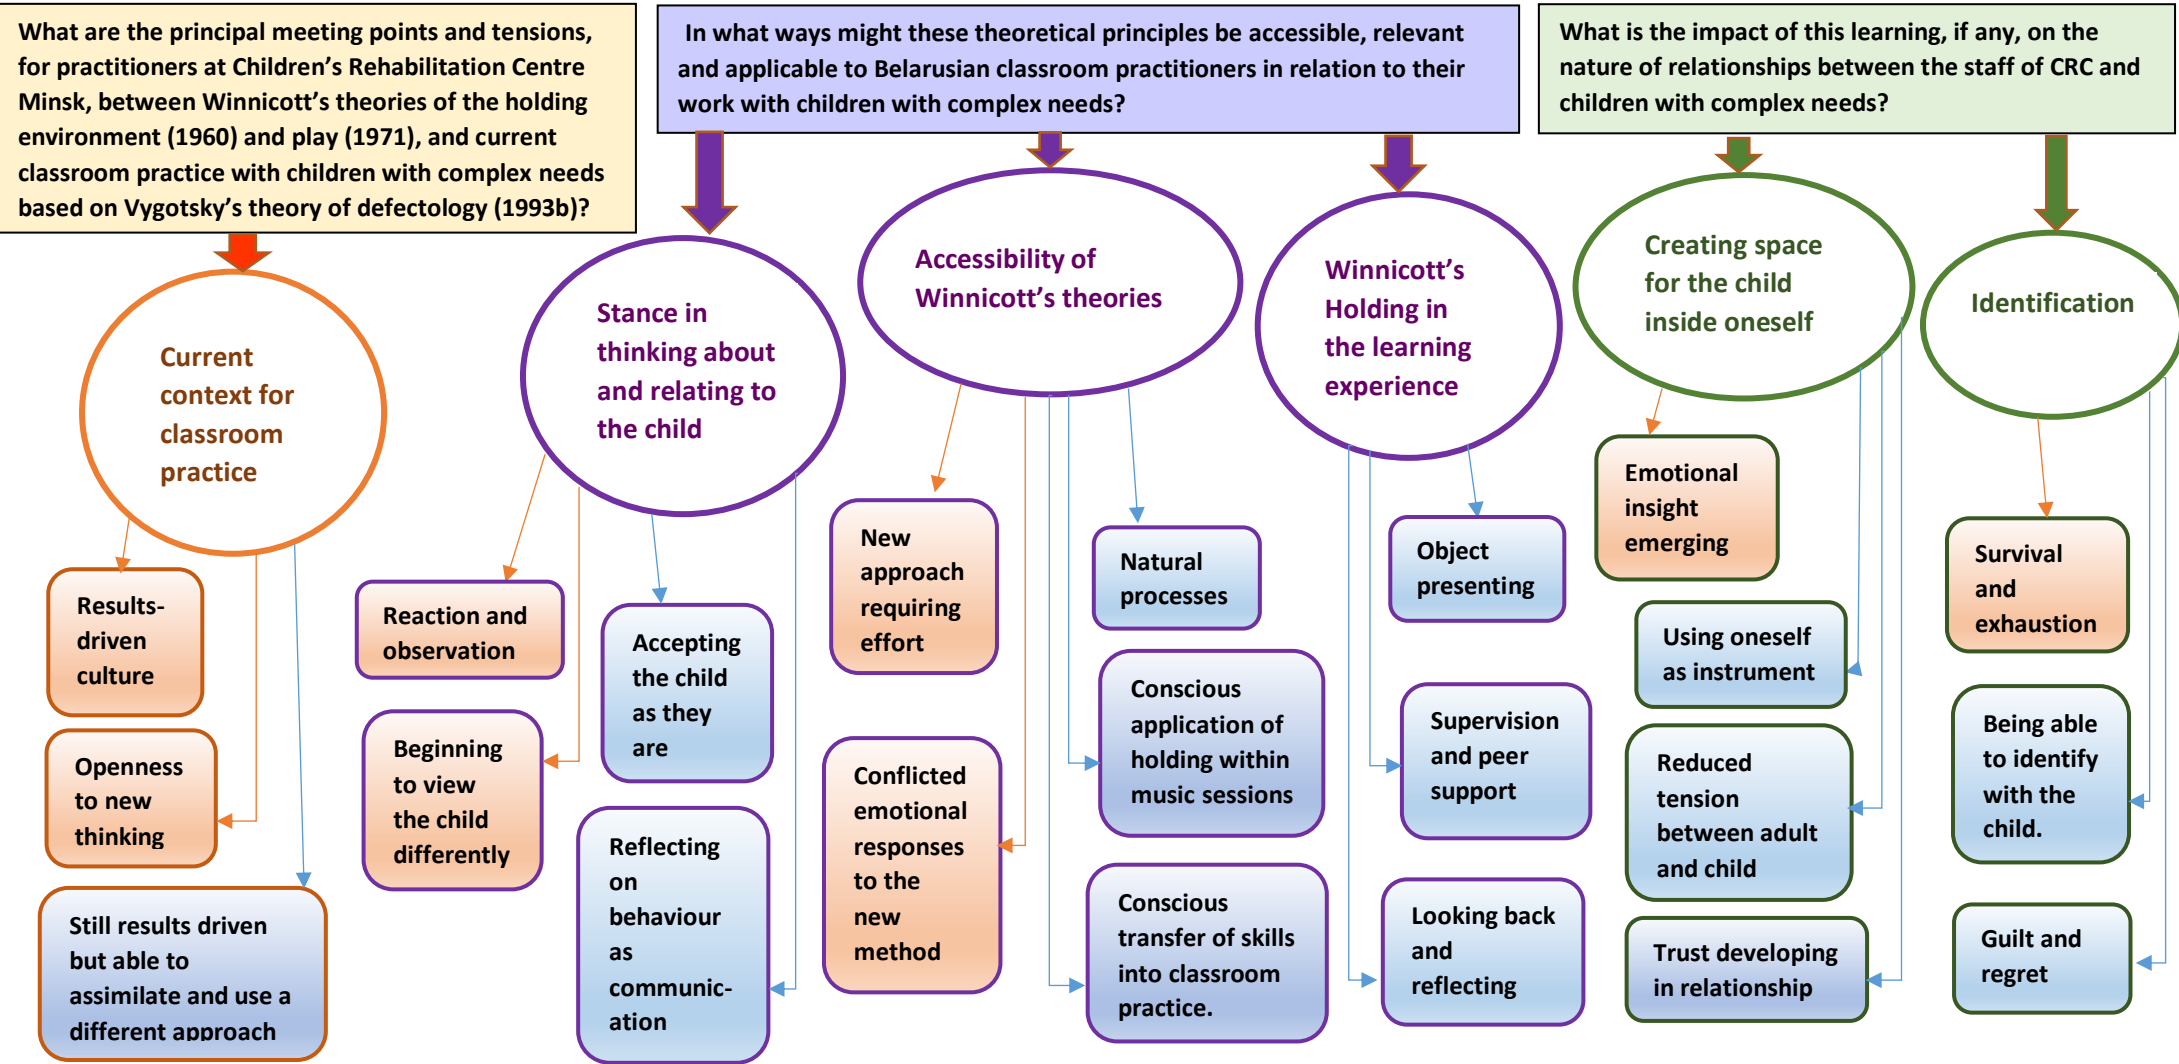 What are the principal meeting points and tensions,
for practitioners at Children's Rehabilitation Centre
Minsk, between Winnicott's theories of the holding
environment (1960) and play (1971), and current
classroom practice with children with complex needs
based on Vygotsky's theory of defectology (1993b)?
In what ways might these theoretical principles be accessible, relevant
and applicable to Belarusian classroom practitioners in relation to their
work with children with complex needs?
What is the impact of this learning, if any, on the
nature of relationships between the staff of CRC and
children with complex needs?
Current
context for
classroom
practice
Stance in
thinking about
and relating to
the child
Accessibility of
Winnicott's theories
Winnicott's
Holding in
the learning
experience
Creating space
for the child
inside oneself
Identification
Results-
driven
culture
Openness
to new
thinking
Still results driven
but able to
assimilate and use a
different approach
Reaction and
observation
Beginning
to view
the child
differently
Accepting
the child
as they
are
Reflecting
on
behaviour
as
communic-
ation
New
approach
requiring
effort
Conflicted
emotional
responses
to the
new
method
Natural
processes
Conscious
application of
holding within
music sessions
Conscious
transfer of skills
into classroom
practice.
Object
presenting
Supervision
and peer
support
Looking back
and
reflecting
Emotional
insight
emerging
Using oneself
as instrument
Reduced
tension
between adult
and child
Trust developing
in relationship
Survival
and
exhaustion
Being able
to identify
with the
child.
Guilt and
regret